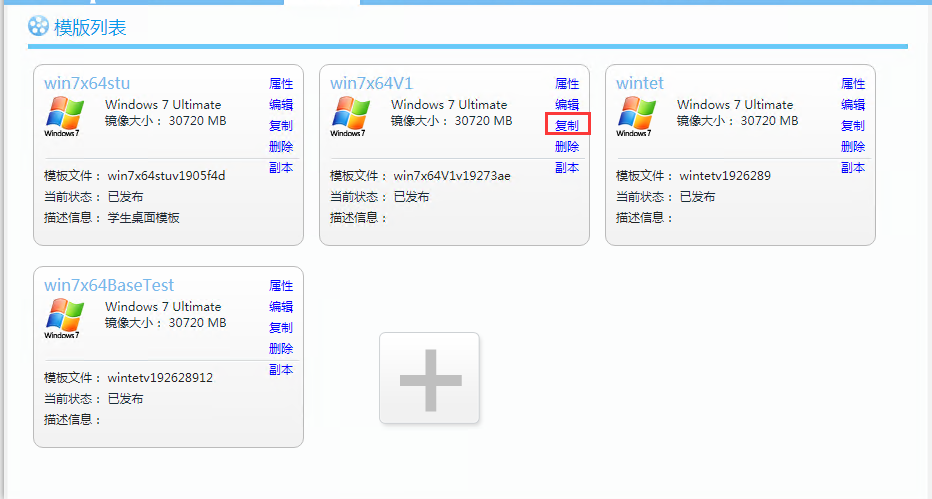 模版列表
win7x64stu
属性
Windows 7 Ultimate
编辑
镜像大小： 30720 MB
复制
Windows7
删除
副本
模板文件： win7x64stuv1905f4d
当前状态： 已发布
描述信息： 学生桌面模板
win7x64V1
属性
Windows 7 Ultimate
编辑
镜像大小： 30720 MB
复制
Windows7
删除
副本
模板文件： win7x64V1v19273ae
当前状态： 已发布
描述信息：
wintet
属性
Windows 7 Ultimate
编辑
镜像大小： 30720 MB
复制
Windows7
删除
副本
模板文件： wintetv1926289
当前状态： 已发布
描述信息：
win7x64BaseTest
属性
Windows 7 Ultimate
编辑
镜像大小： 30720 MB
复制
Windows7
删除
副本
模板文件： wintetv192628912
当前状态： 已发布
描述信息：